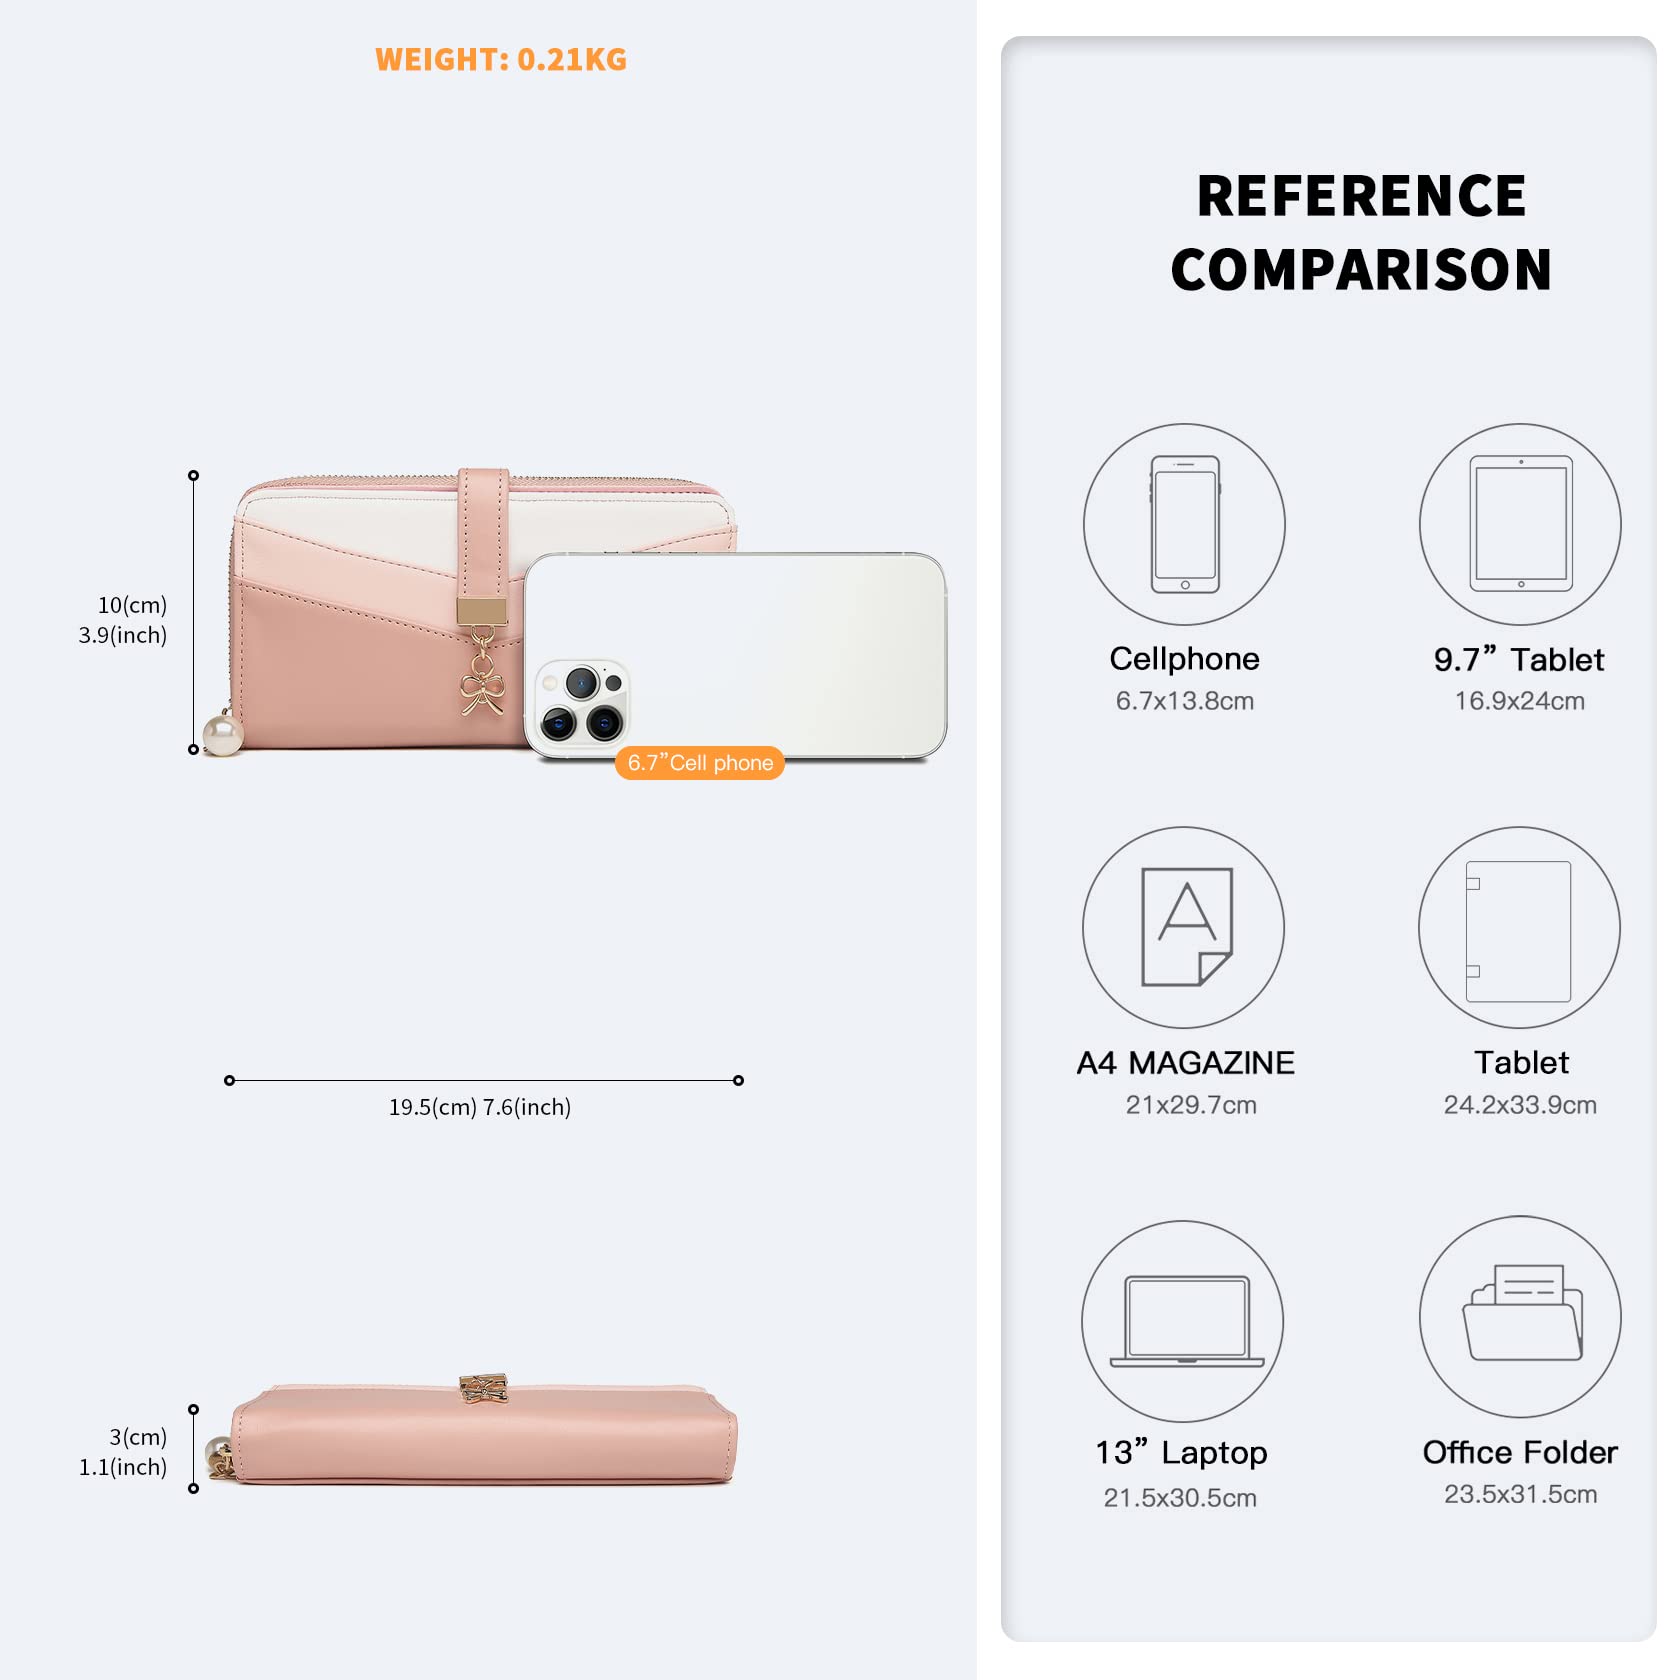 WEIGHT: 0.21KG
10(cm)
3.9(inch)
6.7”Cell phone
19.5(cm) 7.6(inch)
3(cm)
1.1(inch)
REFERENCE
COMPARISON
Cellphone
6.7x13.8cm
9.7” Tablet
16.9x24cm
A
A4 MAGAZINE
21x29.7cm
Tablet
24.2x33.9cm
13” Laptop
21.5x30.5cm
Office Folder
23.5x31.5cm